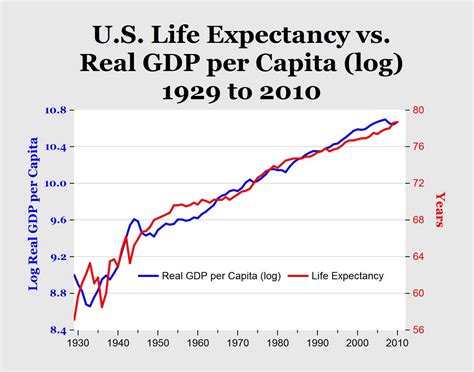 U.S. Life Expectancy vs.
Real GDP per Capita (log)
1929 to 2010
10.8
10.4
10.0
9.6
9.2
8.8
8.4
Log Real GDP per Capita
80
76
72
68
64
60
56
Years
Real GDP per Capita (log)
Life Expectancy
1930 1940 1950 1960 1970 1980 1990 2000 2010